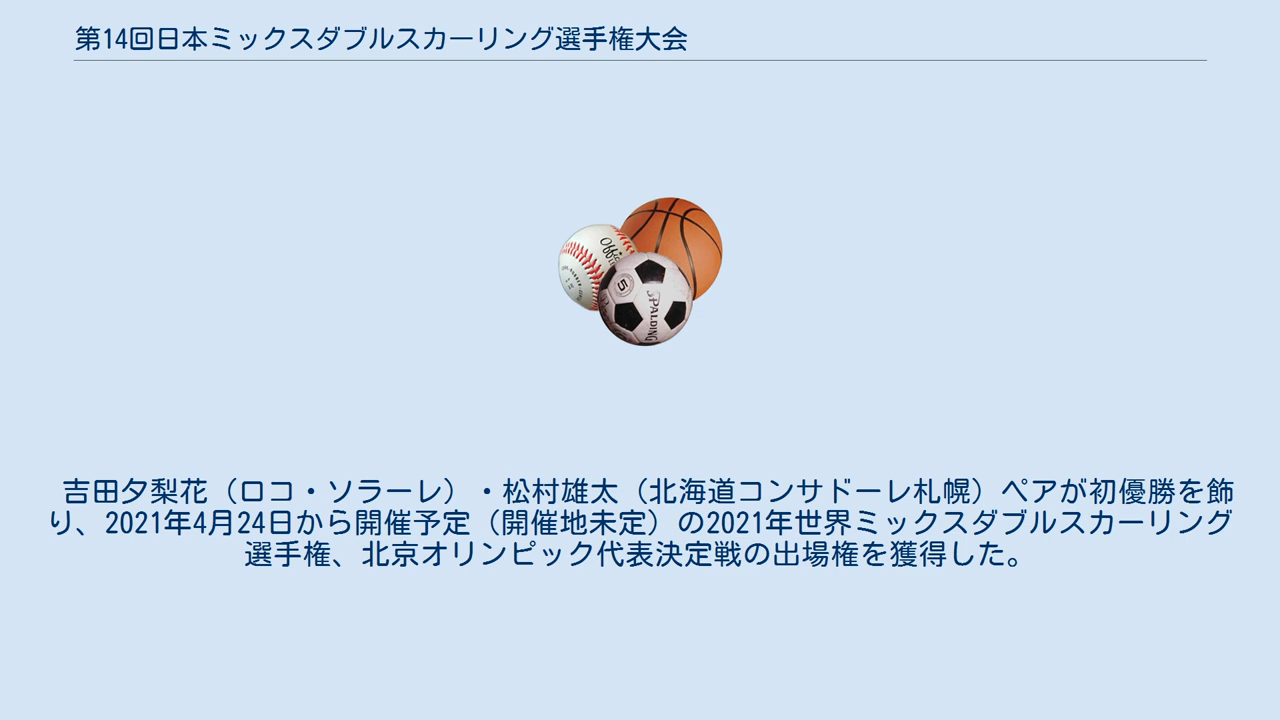 第14回日本ミックスダブルスカーリング選手権大会
Offic
5
SPALDING
吉田夕梨花（ロコ・ソラーレ）・松村雄太（北海道コンサドーレ札幌）ペアが初優勝を飾
り、2021年4月24日から開催予定（開催地未定）の2021年世界ミックスダブルスカーリング
選手権、北京オリンピック代表決定戦の出場権を獲得した。